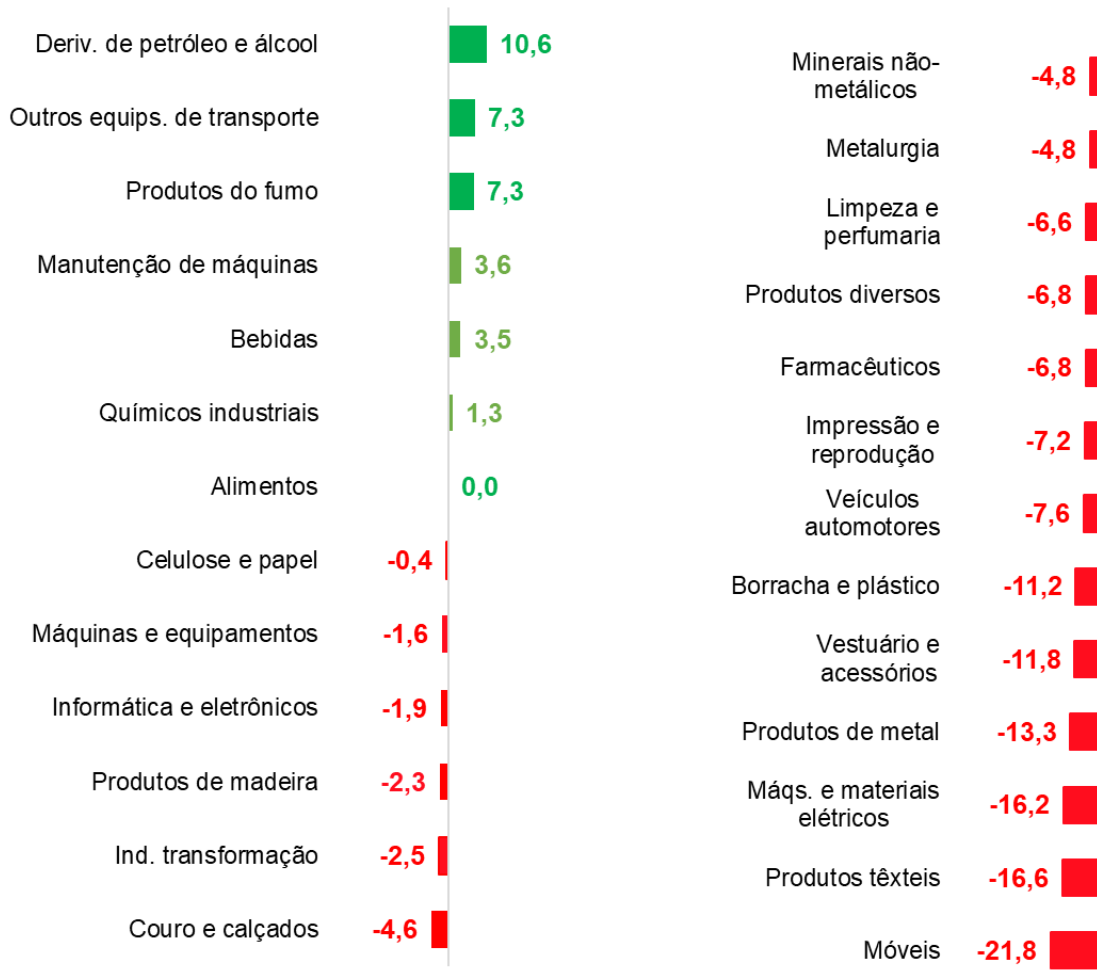 Deriv. de petróleo e álcool 10,6
Outros equips. de transporte 7,3
Produtos do fumo 7,3
Manutenção de máquinas 3,6
Bebidas 3,5
Químicos industriais 1,3
Alimentos 0,0
Celulose e papel -0,4
Máquinas e equipamentos -1,6
Informática e eletrônicos -1,9
Produtos de madeira -2,3
Ind. transformação -2,5
Couro e calçados -4,6
Minerais não-
metálicos -4,8
Metalurgia -4,8
Limpeza e
perfumaria -6,6
Produtos diversos -6,8
Farmacêuticos -6,8
Impressão e
reprodução -7,2
Veículos
automotores -7,6
Borracha e plástico -11,2
Vestuário e
acessórios -11,8
Produtos de metal -13,3
Máqs. e materiais
elétricos -16,2
Produtos têxteis -16,6
Móveis -21,8